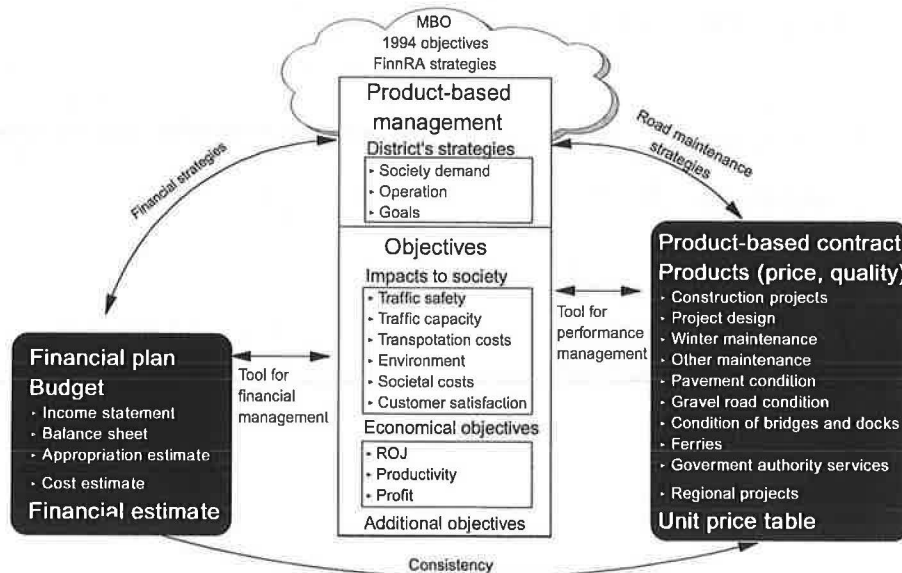 MBO
1994 objectives
FinnRA strategies
Product-based
management
District's strategies
Society demand
Operation
Goals
Financial strategies
Road maintenance
strategies
Objectives
Impacts to society
Traffic safety
Traffic capacity
Transpotation costs
Environment
Societal costs
Customer satisfaction
Economical objectives
ROJ
Productivity
Profit
Additional objectives
Financial plan
Budget
Income statement
Balance sheet
Appropriation estimate
Cost estimate
Financial estimate
Tool for
financial
management
Tool for
performance
management
Product-based contract
Products (price, quality)
Construction projects
Project design
Winter maintenance
Other maintenance
Pavement condition
Gravel road condition
Condition of bridges and docks
Ferries
Goverment authority services
Regional projects
Unit price table
Consistency